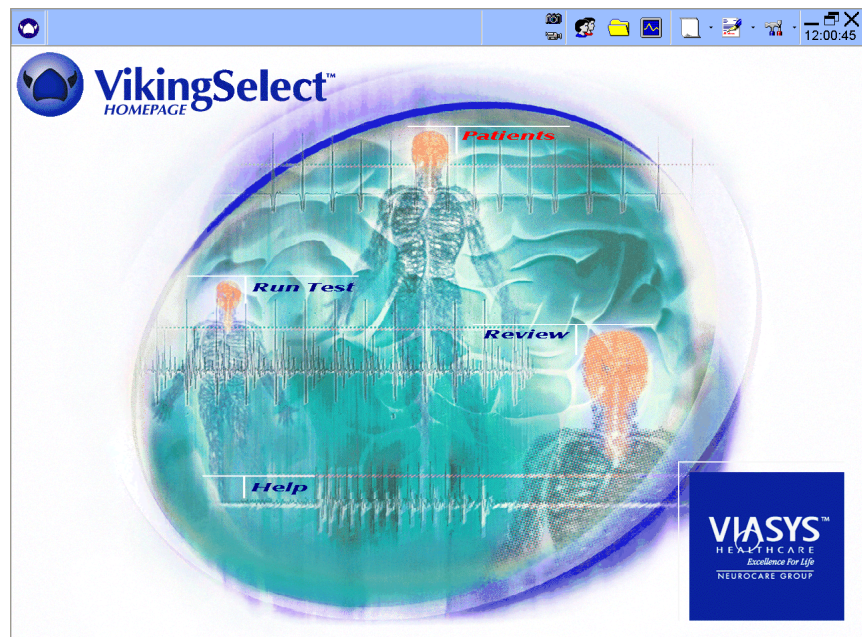 12:00:45
VikingSelect™
HOMEPAGE
Patients
Run Test
Review
Help
VIASYS™
HEALTHCARE
Excellence For Life
NEUROCARE GROUP